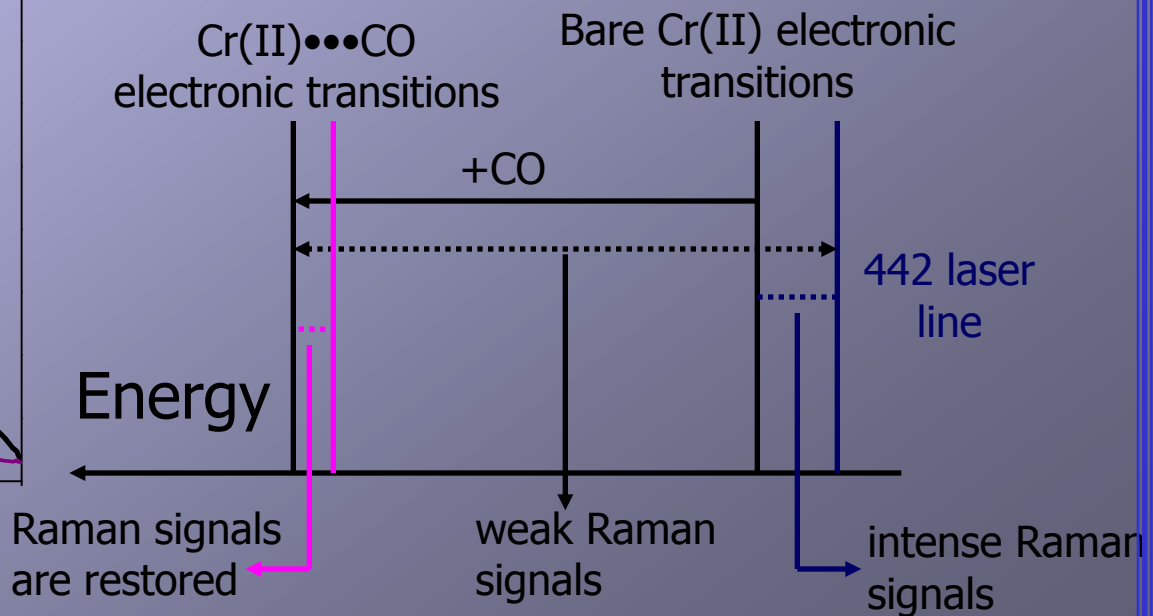 Cr(II)●●●CO
electronic transitions
Bare Cr(II) electronic
transitions
+CO
442 laser
line
Energy
Raman signals
are restored
weak Raman
signals
intense Raman
signals